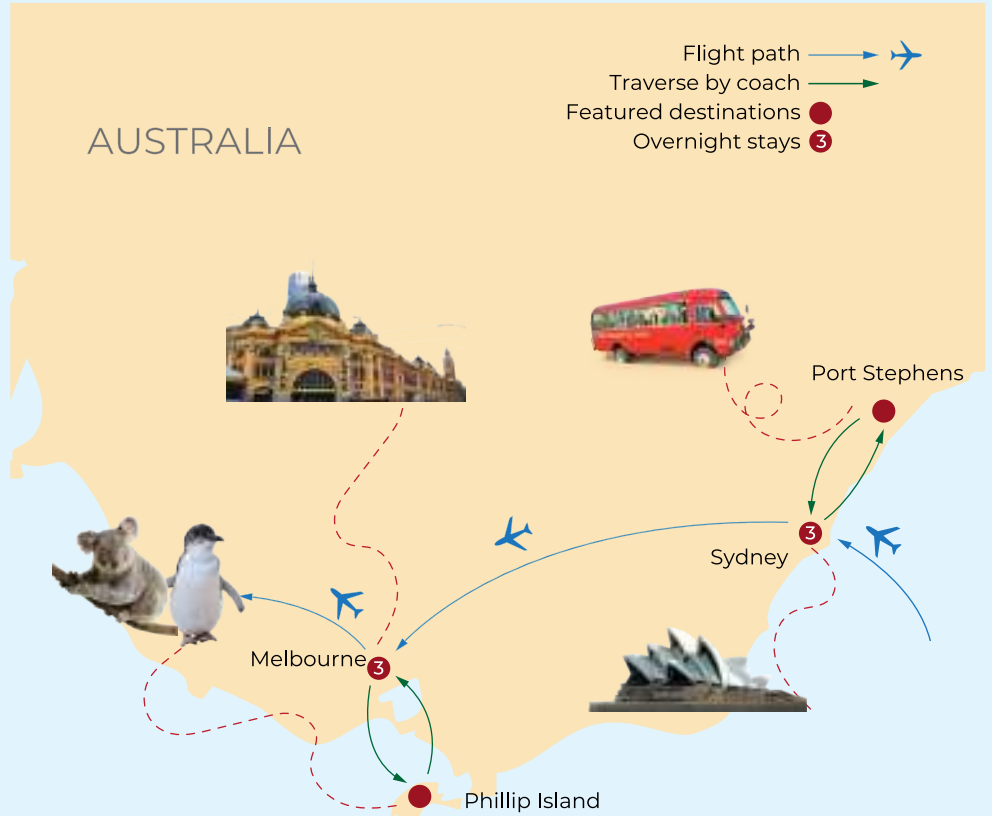 Flight path
Traverse by coach
Featured destinations
Overnight stays 3
AUSTRALIA
Port Stephens
3
Sydney
Melbourne 3
Phillip Island